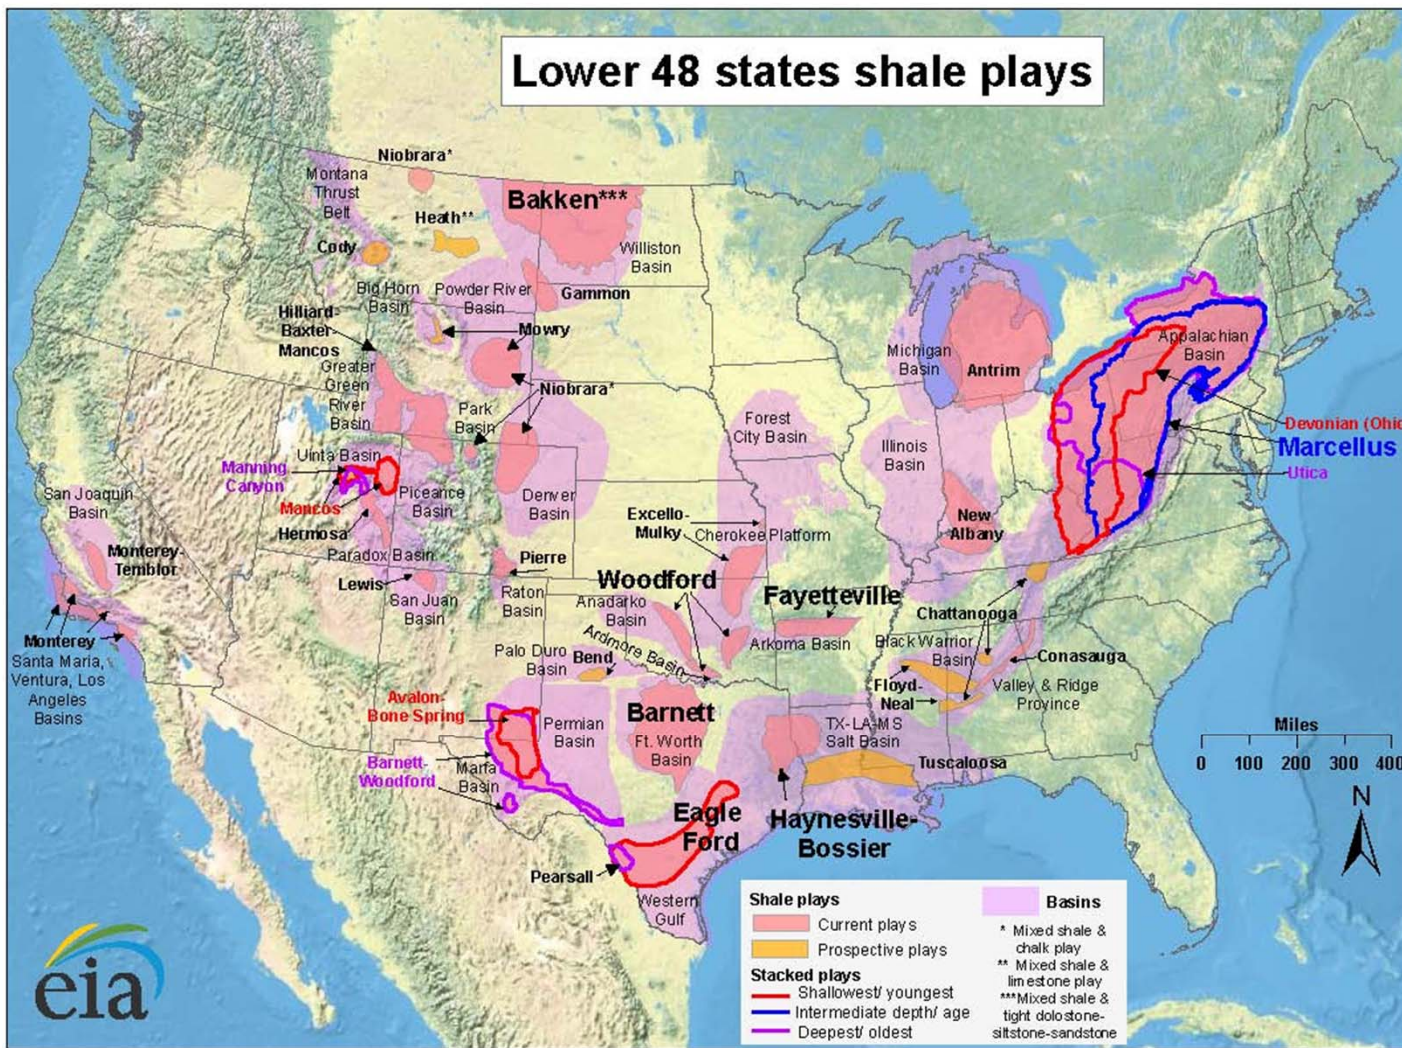 Lower 48 states shale plays
Niobrara*
Montana
Thrust
Belt
Bakken***
Heath**
Cody
Williston
Basin
Big Horn
Basin
Powder River
Basin
Gammon
Hilliard-
Baxter-
Mancos
Mowry
Greater
Green
River
Basin
Niobrara*
Park
Basin
Michigan
Basin
Antrim
Appalachian
Basin
Devonian (Ohio
Marcellus
Utica
Forest
City Basin
Illinois
Basin
Uinta Basin
Manning
Canyon
Mancos
Piceance
Basin
Denver
Basin
San Joaquin
Basin
Hermosa
Paradox Basin
Excello-
Mulky
Cherokee Platform
New
Albany
Monterey-
Temblor
Lewis
San Juan
Basin
Pierre
Raton
Basin
Woodford
Anadarko
Basin
Fayetteville
Chattanooga
Monterey
Santa Maria,
Ventura, Los
Angeles
Basins
Palo Duro
Basin
Bend
Ardmore Basin
Arkoma Basin
Black Warrior
Basin
Conasauga
Floyd-
Neal
Valley & Ridge
Province
Avalon-
Bone Spring
Permian
Basin
Barnett
Ft. Worth
Basin
TX-LA-MS
Salt Basin
Tuscaloosa
Barnett-
Woodford
Marfa
Basin
Eagle
Ford
Haynesville-
Bossier
Pearsall
Western
Gulf
Miles
0 100 200 300 400
N
Shale plays
Current plays
Prospective plays
Stacked plays
Shallowest/ youngest
Intermediate depth/ age
Deepest/ oldest
Basins
* Mixed shale &
chalk play
** Mixed shale &
limestone play
***Mixed shale &
tight dolostone-
siltstone-sandstone
eia